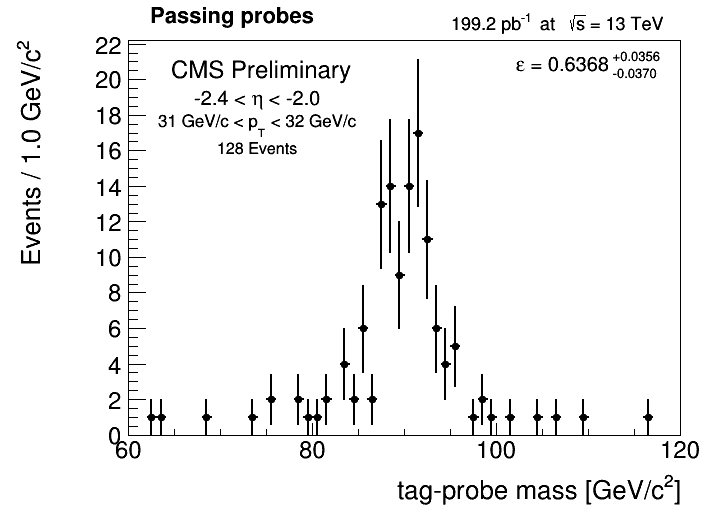 Passing probes
199.2 pb⁻¹ at √s = 13 TeV
CMS Preliminary
ε = 0.6368 +0.0356 -0.0370
-2.4 < η < -2.0
31 GeV/c < p_T < 32 GeV/c
128 Events
Events / 1.0 GeV/c²
22
20
18
16
14
12
10
8
6
4
2
0
60 80 100 120
tag-probe mass [GeV/c²]